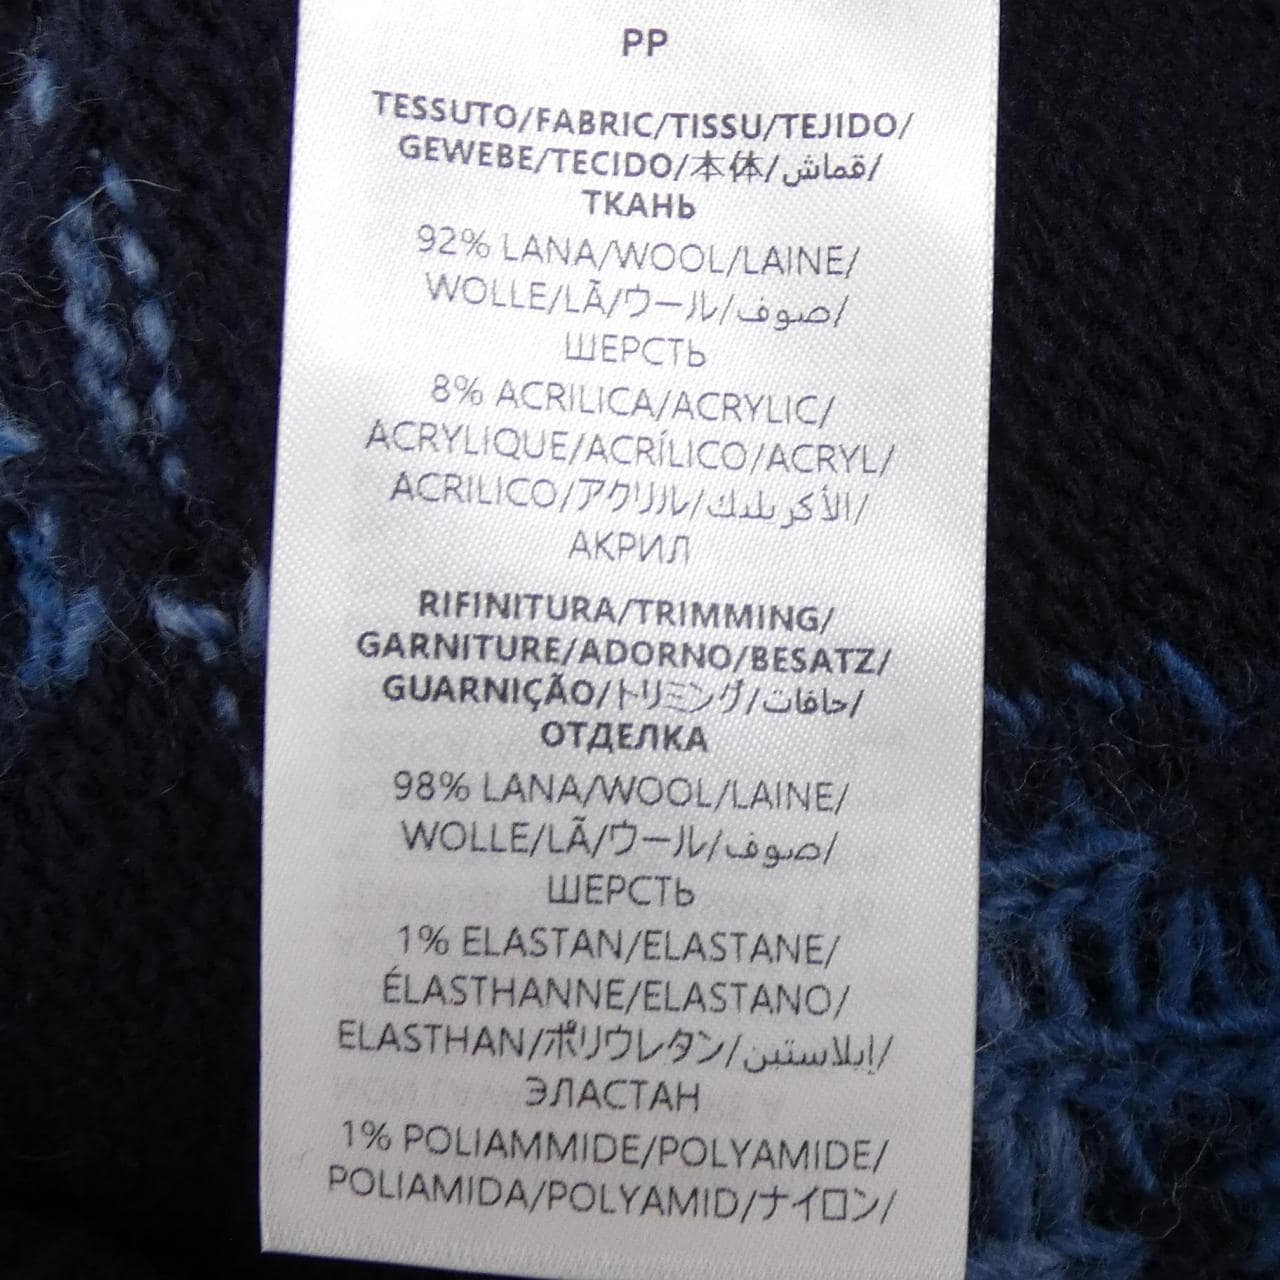 PP
TESSUTO/FABRIC/TISSU/TEJIDO/
GEWEBE/TECIDO/本体/قماش/
ТКАНЬ
92% LANA/WOOL/LAINE/
WOLLE/LÃ/ウール/صوف/
ШЕРСТЬ
8% ACRILICA/ACRYLIC/
ACRYLIQUE/ACRÍLICO/ACRYL/
ACRILICO/アクリル/الأكريليك/
АКРИЛ
RIFINITURA/TRIMMING/
GARNITURE/ADORNO/BESATZ/
GUARNIÇÃO/トリミング/حافات/
ОТДЕЛКА
98% LANA/WOOL/LAINE/
WOLLE/LÃ/ウール/صوف/
ШЕРСТЬ
1% ELASTAN/ELASTANE/
ÉLASTHANNE/ELASTANO/
ELASTHAN/ポリウレタン/إيلاستين/
ЭЛАСТАН
1% POLIAMMIDE/POLYAMIDE/
POLIAMIDA/POLYAMID/ナイロン/